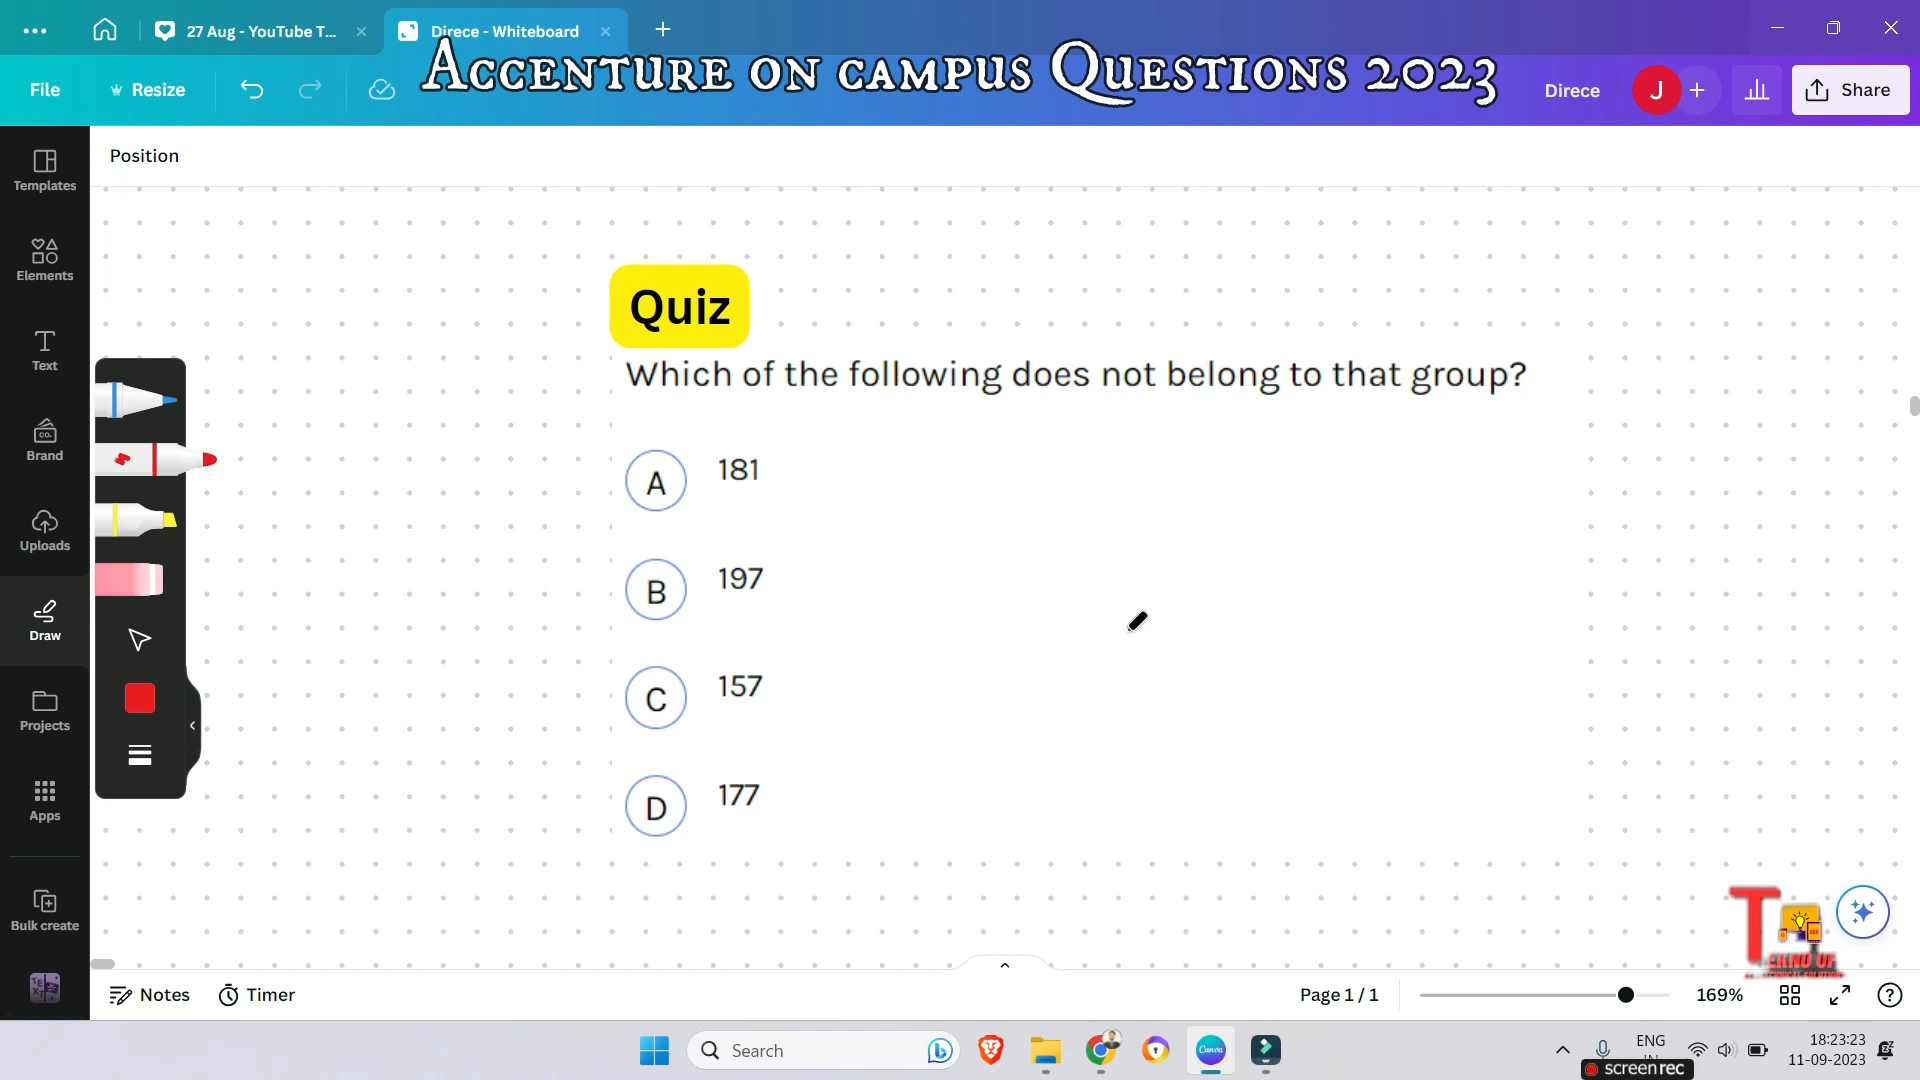 27 Aug - YouTube T...
Direce - Whiteboard
Accenture on campus Questions 2023
File
Resize
Direce
J
Share
Position
Templates
Elements
Text
Brand
Uploads
Draw
Projects
Apps
Bulk create
Quiz
Which of the following does not belong to that group?
A 181
B 197
C 157
D 177
Notes
Timer
Page 1 / 1
169%
Search
Canva
ENG
18:23:23
11-09-2023
screenrec